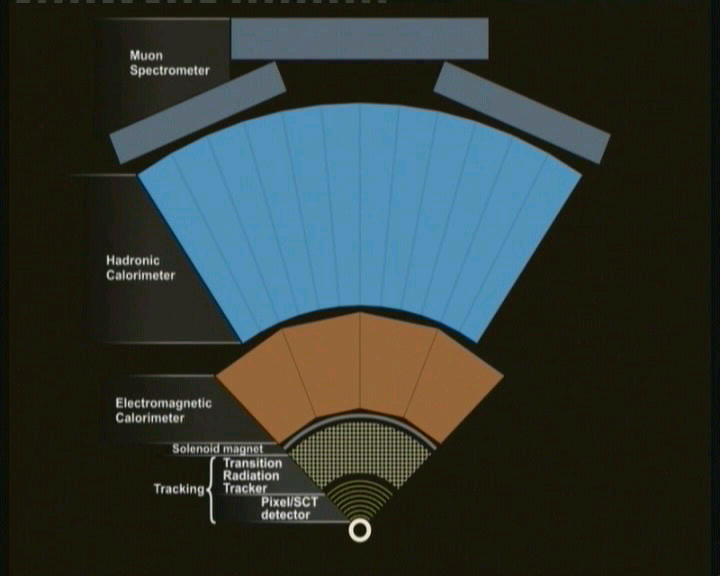 Muon
Spectrometer
Hadronic
Calorimeter
Electromagnetic
Calorimeter
Solenoid magnet
Tracking
Transition
Radiation
Tracker
Pixel/SCT
detector